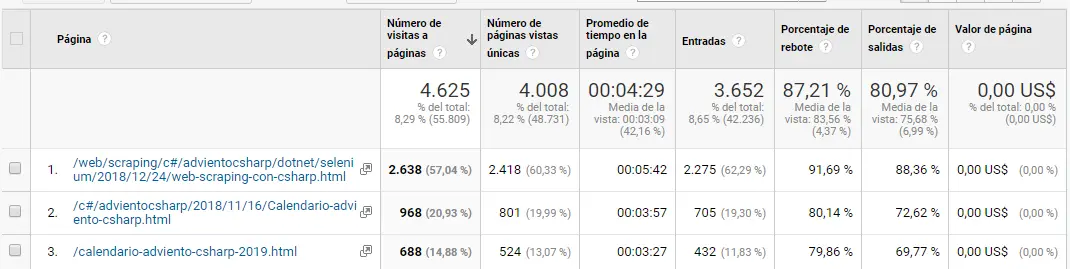 Página ?
Número de visitas a páginas ?
Número de páginas vistas únicas ?
Promedio de tiempo en la página ?
Entradas ?
Porcentaje de rebote ?
Porcentaje de salidas ?
Valor de página ?
4.625
% del total:
8,29 % (55.809)
4.008
% del total:
8,22 % (48.731)
00:04:29
Media de la
vista: 00:03:09
(42,16 %)
3.652
% del total:
8,65 % (42.236)
87,21 %
Media de la
vista: 83,56 %
(4,37 %)
80,97 %
Media de la
vista: 75,68 %
(6,99 %)
0,00 US$
% del total: 0,00 %
(0,00 US$)
1. /web/scraping/c#/advientocsharp/dotnet/seleni
um/2018/12/24/web-scraping-con-csharp.html
2.638 (57,04 %) 2.418 (60,33 %) 00:05:42 2.275 (62,29 %) 91,69 % 88,36 % 0,00 US$ (0,00 %)
2. /c#/advientocsharp/2018/11/16/Calendario-advi
ento-csharp.html
968 (20,93 %) 801 (19,99 %) 00:03:57 705 (19,30 %) 80,14 % 72,62 % 0,00 US$ (0,00 %)
3. /calendario-adviento-csharp-2019.html 688 (14,88 %) 524 (13,07 %) 00:03:27 432 (11,83 %) 79,86 % 69,77 % 0,00 US$ (0,00 %)